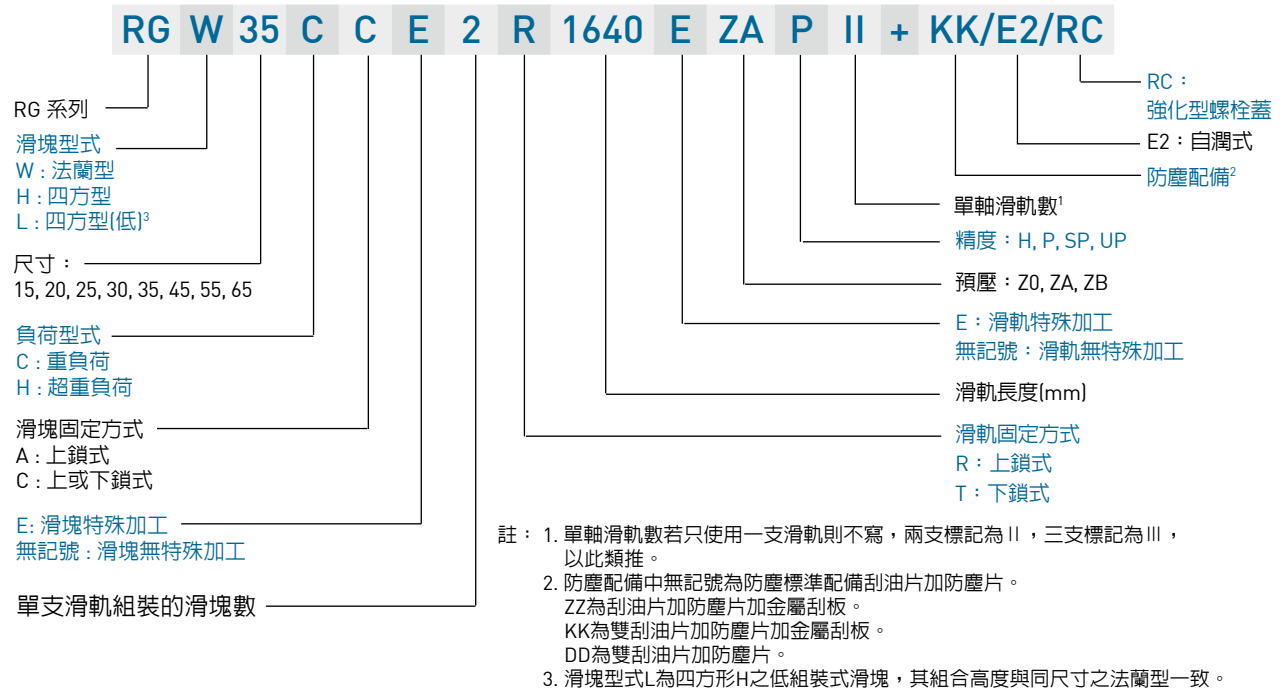 RG W 35 C C E 2 R 1640 E ZA P II + KK/E2/RC
RG 系列
滑塊型式
W : 法蘭型
H : 四方型
L : 四方型(低)3
尺寸：
15, 20, 25, 30, 35, 45, 55, 65
負荷型式
C : 重負荷
H : 超重負荷
滑塊固定方式
A : 上鎖式
C : 上或下鎖式
E: 滑塊特殊加工
無記號 : 滑塊無特殊加工
單支滑軌組裝的滑塊數
RC：
強化型螺栓蓋
E2：自潤式
防塵配備2
單軸滑軌數1
精度：H, P, SP, UP
預壓：Z0, ZA, ZB
E：滑軌特殊加工
無記號：滑軌無特殊加工
滑軌長度(mm)
滑軌固定方式
R：上鎖式
T：下鎖式
註： 1. 單軸滑軌數若只使用一支滑軌則不寫，兩支標記為II，三支標記為III，
以此類推。
2. 防塵配備中無記號為防塵標準配備刮油片加防塵片。
ZZ為刮油片加防塵片加金屬刮板。
KK為雙刮油片加防塵片加金屬刮板。
DD為雙刮油片加防塵片。
3. 滑塊型式L為四方形H之低組裝式滑塊，其組合高度與同尺寸之法蘭型一致。